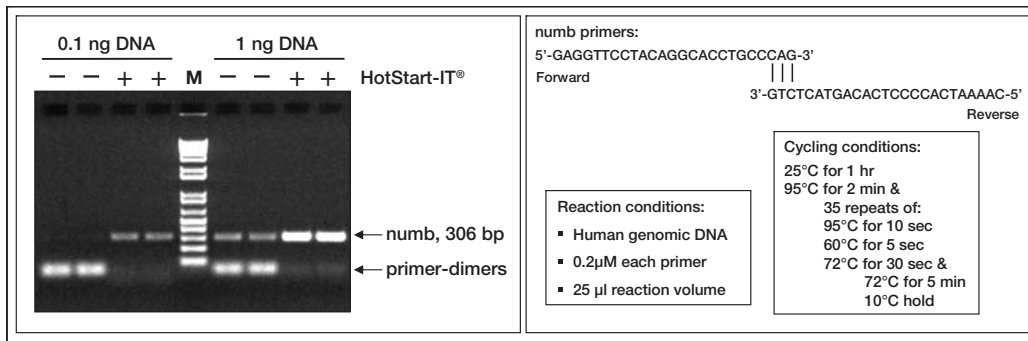 0.1 ng DNA 1 ng DNA
– – + + M – – + + HotStart-IT®
numb, 306 bp
primer-dimers
numb primers:
5’-GAGGTTCCTACAGGCACCTGCCCAG-3’
Forward
3’-GTCTCATGACACTCCCCACTAAAAC-5’
Reverse
Reaction conditions:
▪ Human genomic DNA
▪ 0.2µM each primer
▪ 25 µl reaction volume
Cycling conditions:
25°C for 1 hr
95°C for 2 min &
35 repeats of:
95°C for 10 sec
60°C for 5 sec
72°C for 30 sec &
72°C for 5 min
10°C hold